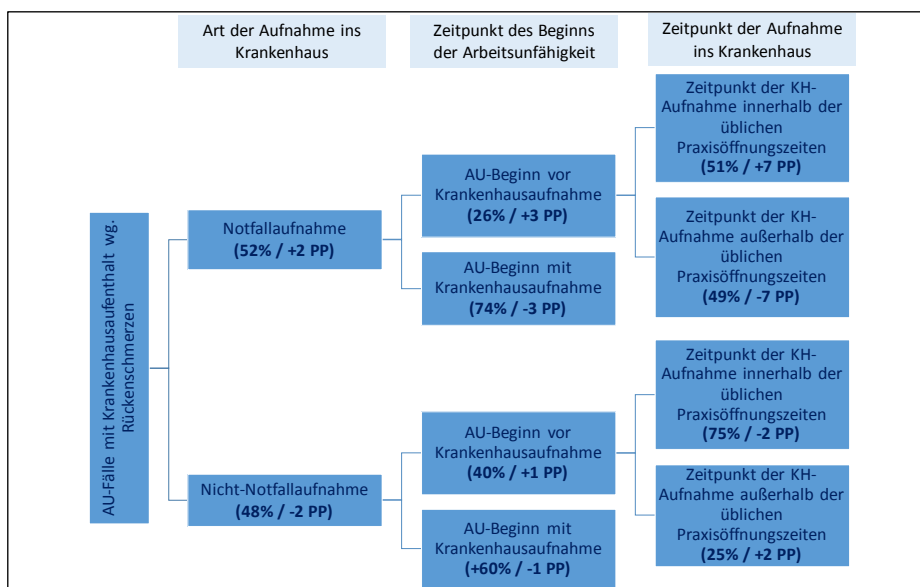 Art der Aufnahme ins
Krankenhaus
Zeitpunkt des Beginns
der Arbeitsunfähigkeit
Zeitpunkt der Aufnahme
ins Krankenhaus
AU-Fälle mit Krankenhausaufenthalt wg.
Rückenschmerzen
Notfallaufnahme
(52% / +2 PP)
AU-Beginn vor
Krankenhausaufnahme
(26% / +3 PP)
Zeitpunkt der KH-
Aufnahme innerhalb der
üblichen
Praxisöffnungszeiten
(51% / +7 PP)
Zeitpunkt der KH-
Aufnahme außerhalb der
üblichen
Praxisöffnungszeiten
(49% / -7 PP)
AU-Beginn mit
Krankenhausaufnahme
(74% / -3 PP)
Nicht-Notfallaufnahme
(48% / -2 PP)
AU-Beginn vor
Krankenhausaufnahme
(40% / +1 PP)
Zeitpunkt der KH-
Aufnahme innerhalb der
üblichen
Praxisöffnungszeiten
(75% / -2 PP)
Zeitpunkt der KH-
Aufnahme außerhalb der
üblichen
Praxisöffnungszeiten
(25% / +2 PP)
AU-Beginn mit
Krankenhausaufnahme
(+60% / -1 PP)